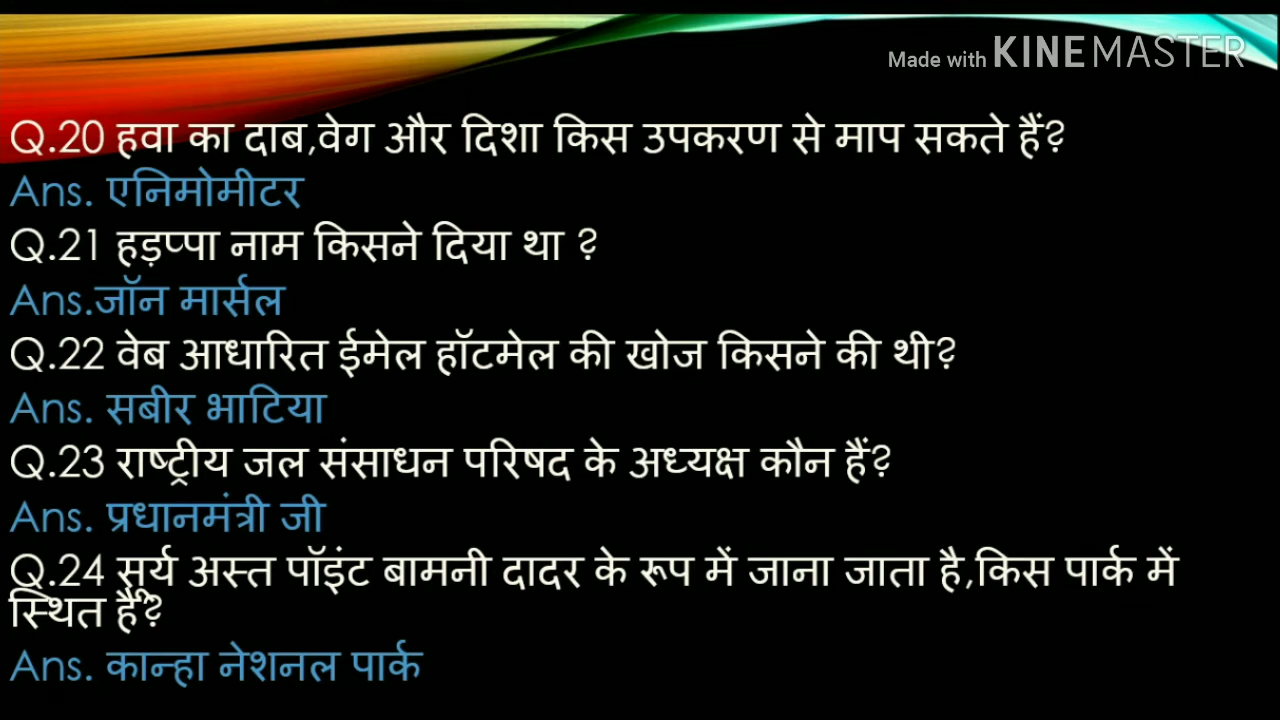 Made with KINEMASTER
Q.20 हवा का दाब,वेग और दिशा किस उपकरण से माप सकते हैं?
Ans. एनिमोमीटर
Q.21 हड़प्पा नाम किसने दिया था ?
Ans.जॉन मार्सल
Q.22 वेब आधारित ईमेल हॉटमेल की खोज किसने की थी?
Ans. सबीर भाटिया
Q.23 राष्ट्रीय जल संसाधन परिषद के अध्यक्ष कौन हैं?
Ans. प्रधानमंत्री जी
Q.24 सूर्य अस्त पॉइंट बामनी दादर के रूप में जाना जाता है,किस पार्क में
स्थित हैं?
Ans. कान्हा नेशनल पार्क